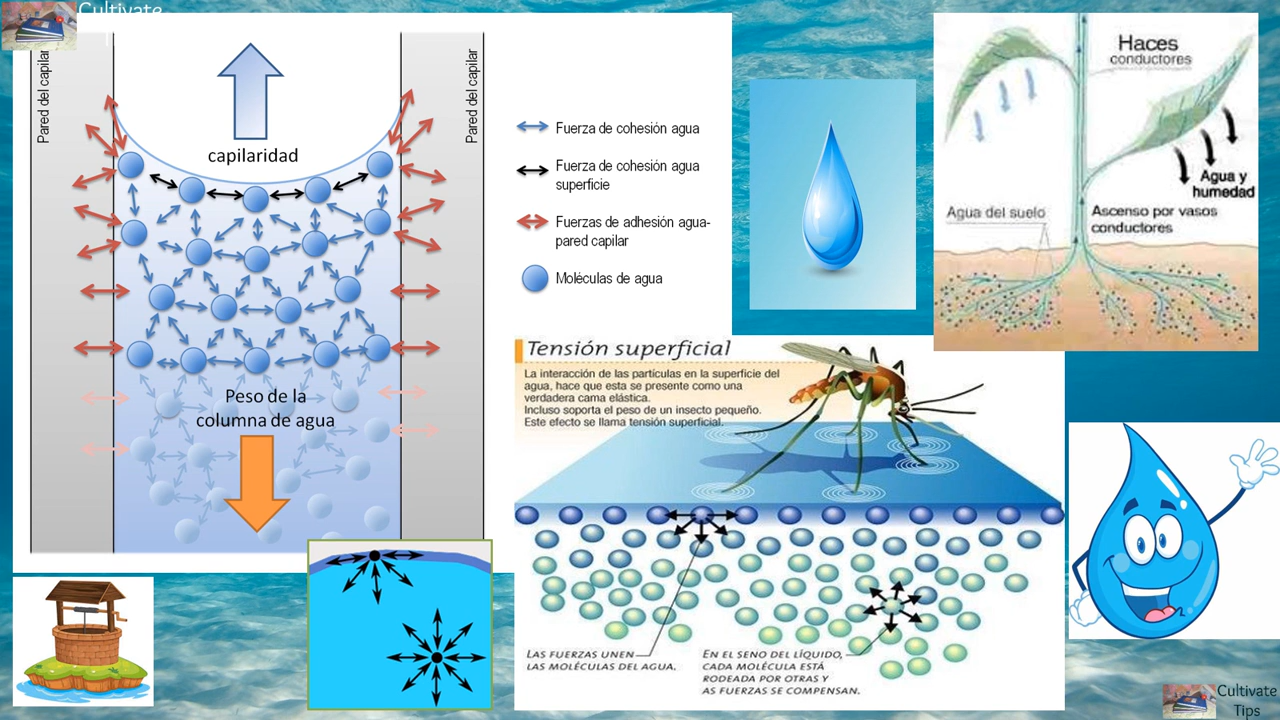 Cultivate
Pared del capilar
capilaridad
Pared del capilar
Peso de la
columna de agua
Fuerza de cohesión agua
Fuerza de cohesión agua
superficie
Fuerzas de adhesión agua-
pared capilar
Moléculas de agua
Haces
conductores
Agua y
humedad
Agua del suelo
Ascenso por vasos
conductores
Tensión superficial
La interacción de las partículas en la superficie del
agua, hace que esta se presente como una
verdadera cama elástica.
Incluso soporta el peso de un insecto pequeño.
Este efecto se llama tensión superficial.
LAS FUERZAS UNEN
LAS MOLÉCULAS DEL AGUA.
EN EL SENO DEL LÍQUIDO,
CADA MOLÉCULA ESTÁ
RODEADA POR OTRAS Y
AS FUERZAS SE COMPENSAN.
Cultivate
Tips